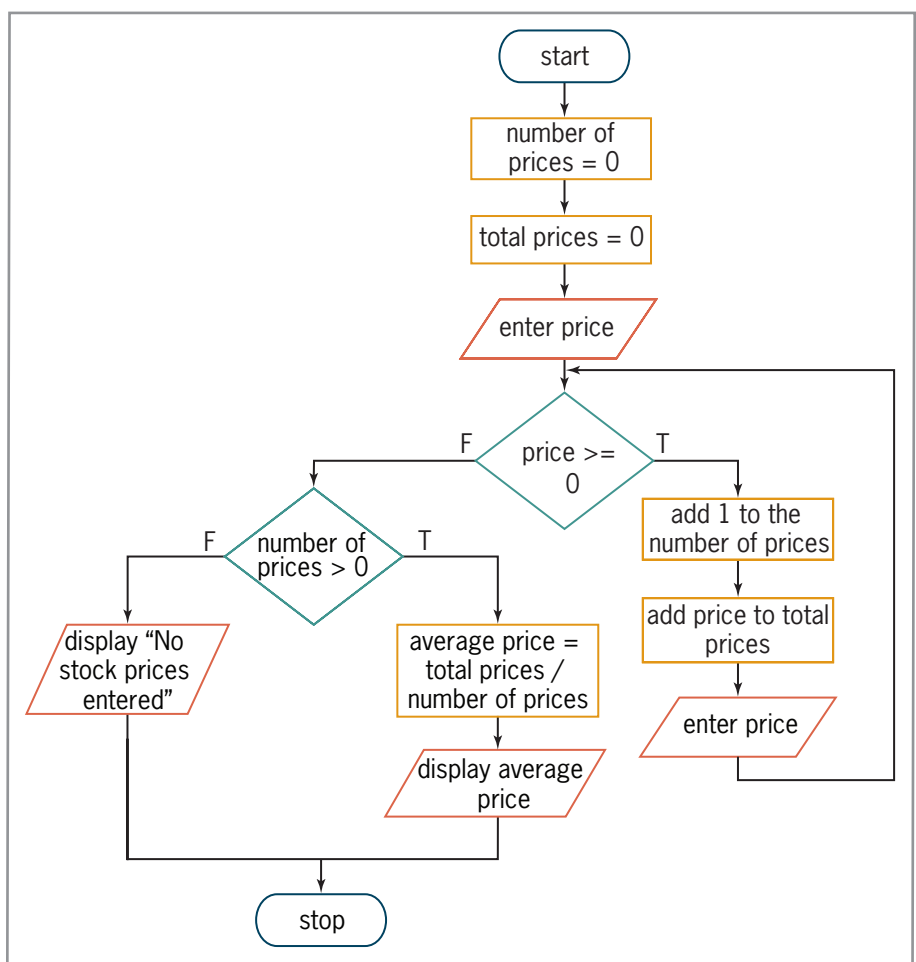 start
number of
prices = 0
total prices = 0
enter price
price >=
0
F
T
number of
prices > 0
F
T
add 1 to the
number of prices
add price to total
prices
enter price
display “No
stock prices
entered”
average price =
total prices /
number of prices
display average
price
stop